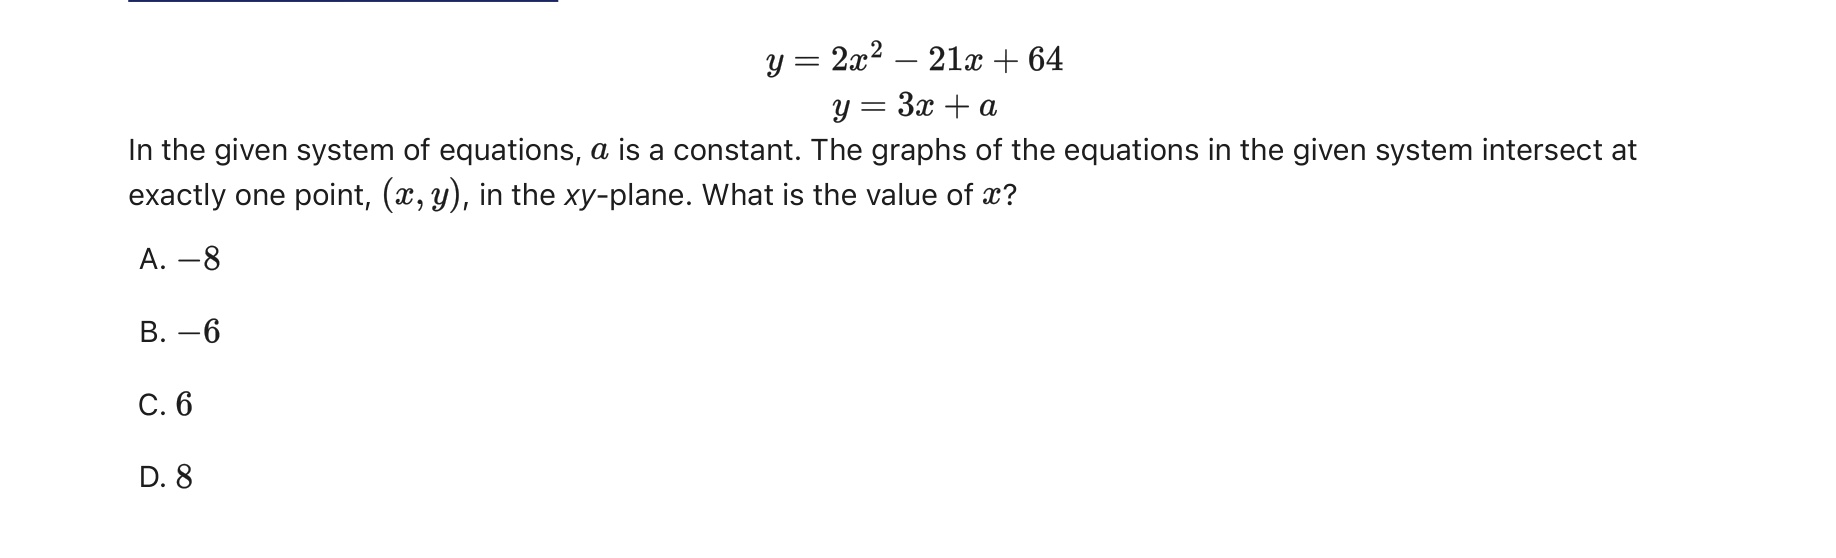 y = 2x² − 21x + 64
y = 3x + a
In the given system of equations, a is a constant. The graphs of the equations in the given system intersect at
exactly one point, (x, y), in the xy-plane. What is the value of x?
A. −8
B. −6
C. 6
D. 8